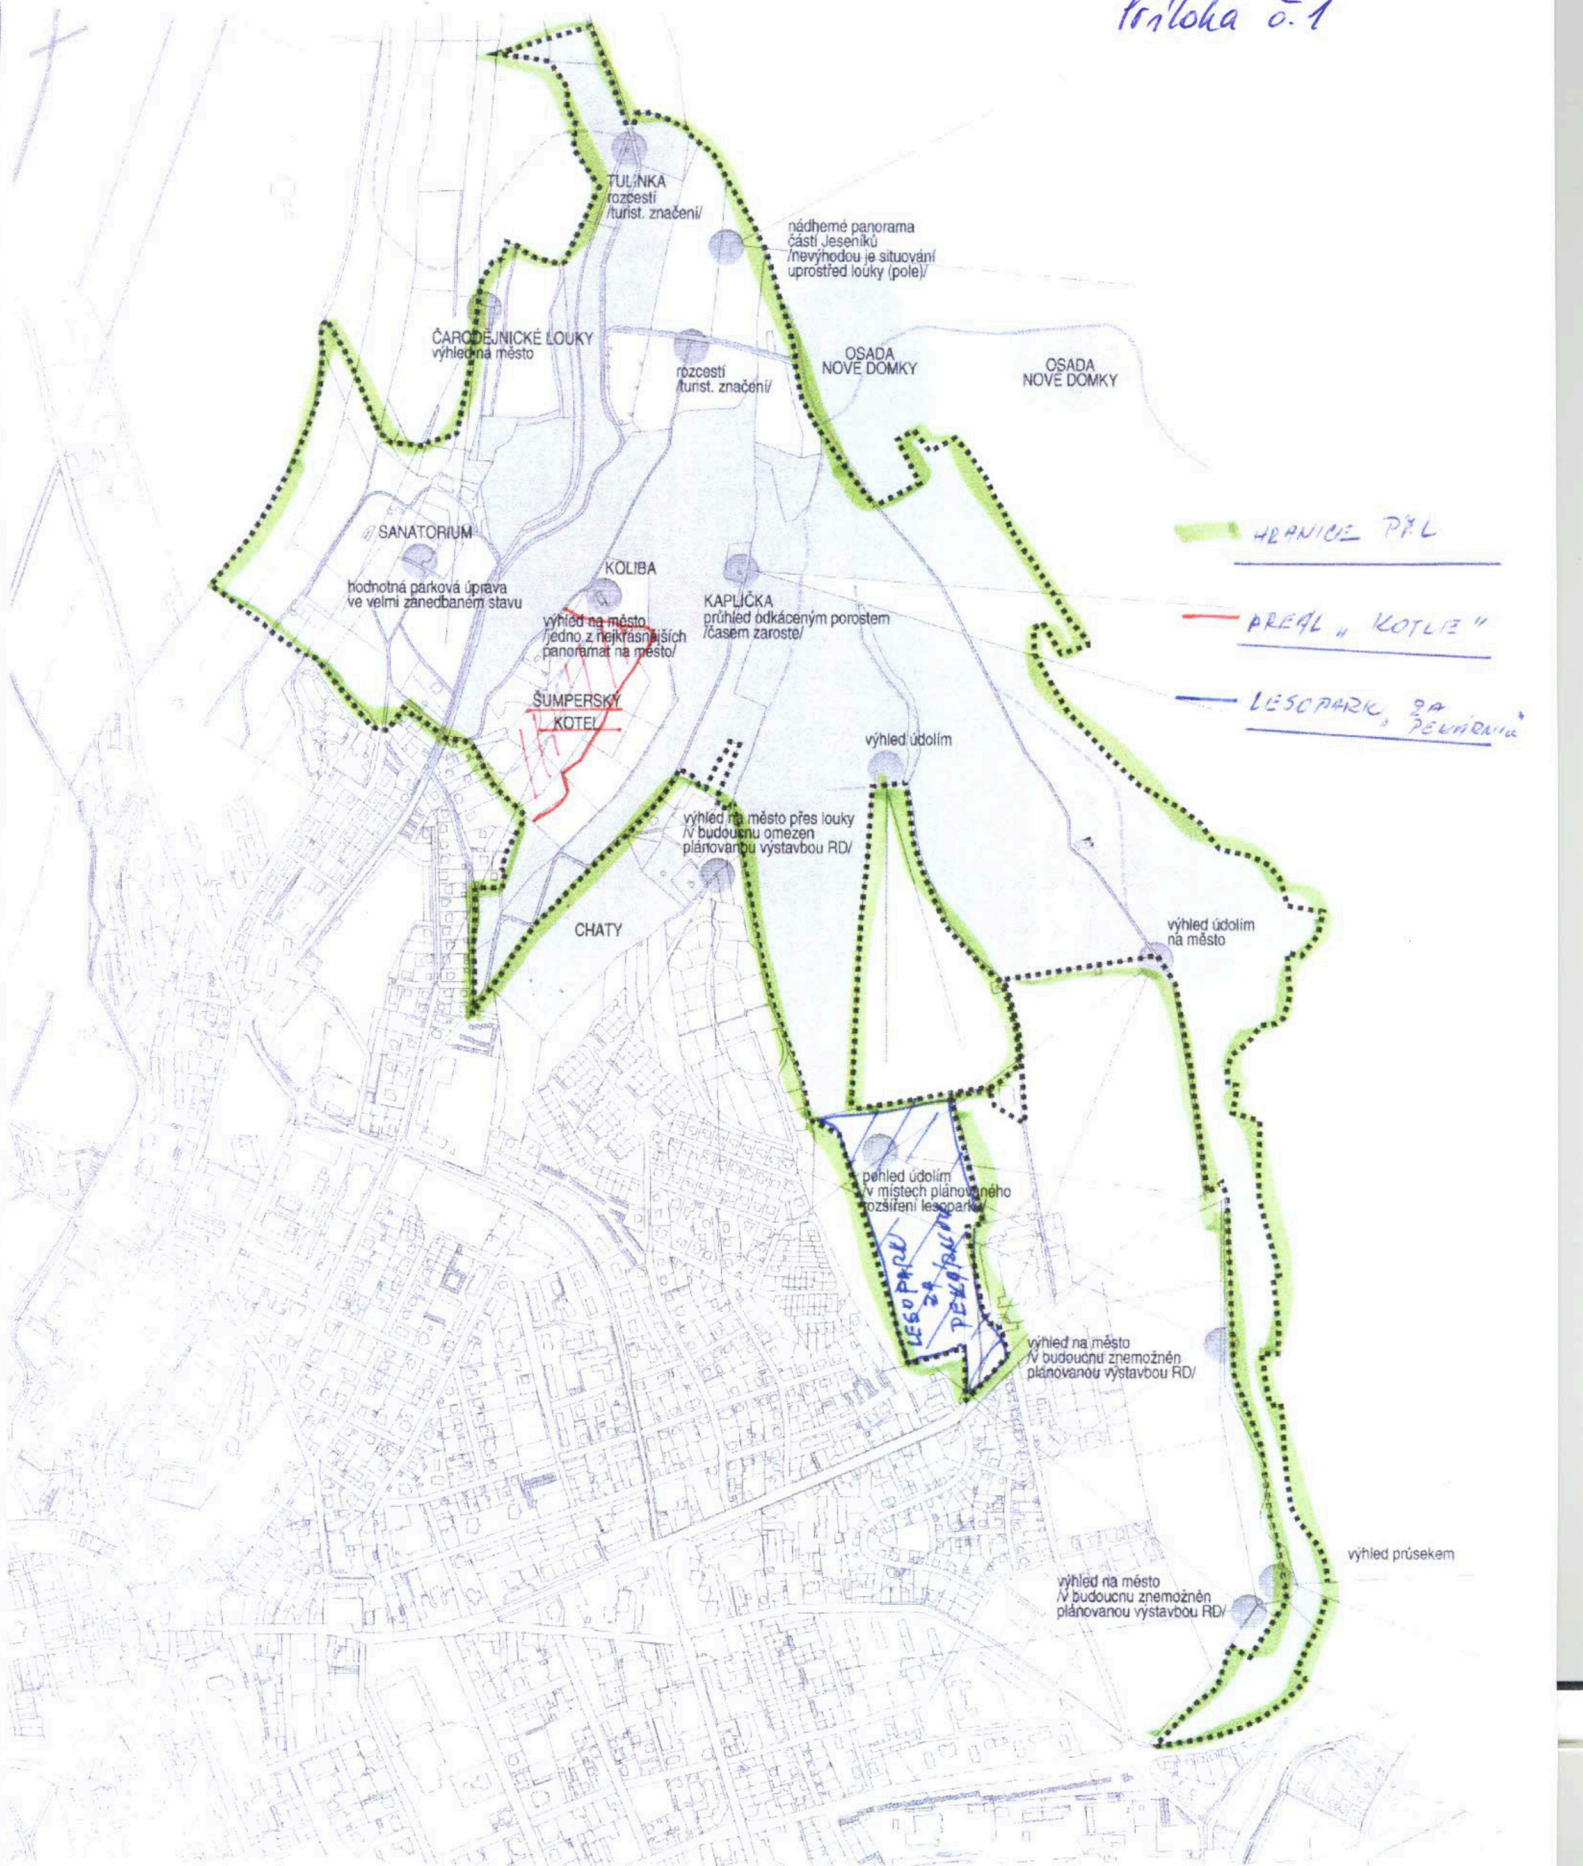 Příloha č.1
TULINKA
rozcestí
/turist. značení/
nádherné panorama
částí Jeseníků
/nevýhodou je situování
uprostřed louky (pole)/
ČARODĚJNICKÉ LOUKY
výhled na město
rozcestí
/turist. značení/
OSADA
NOVÉ DOMKY
OSADA
NOVÉ DOMKY
SANATORIUM
hodnotná parková úprava
ve velmi zanedbaném stavu
KOLIBA
výhled na město
/jedno z nejkrásnějších
panoramat na město/
KAPLIČKA
průhled odkáceným porostem
/časem zaroste/
HRANICE PŘL
AREÁL "KOTLE"
LESOPARK "ZA
PEKÁRNOU"
ŠUMPERSKÝ
KOTEL
výhled údolím
výhled na město přes louky
/v budoucnu omezen
plánovanou výstavbou RD/
CHATY
výhled údolím
na město
pohled údolím
/v místech plánovaného
rozšíření lesoparku/
LESOPARK
ZA
PEKÁRNOU
výhled na město
/v budoucnu znemožněn
plánovanou výstavbou RD/
výhled průsekem
výhled na město
/v budoucnu znemožněn
plánovanou výstavbou RD/